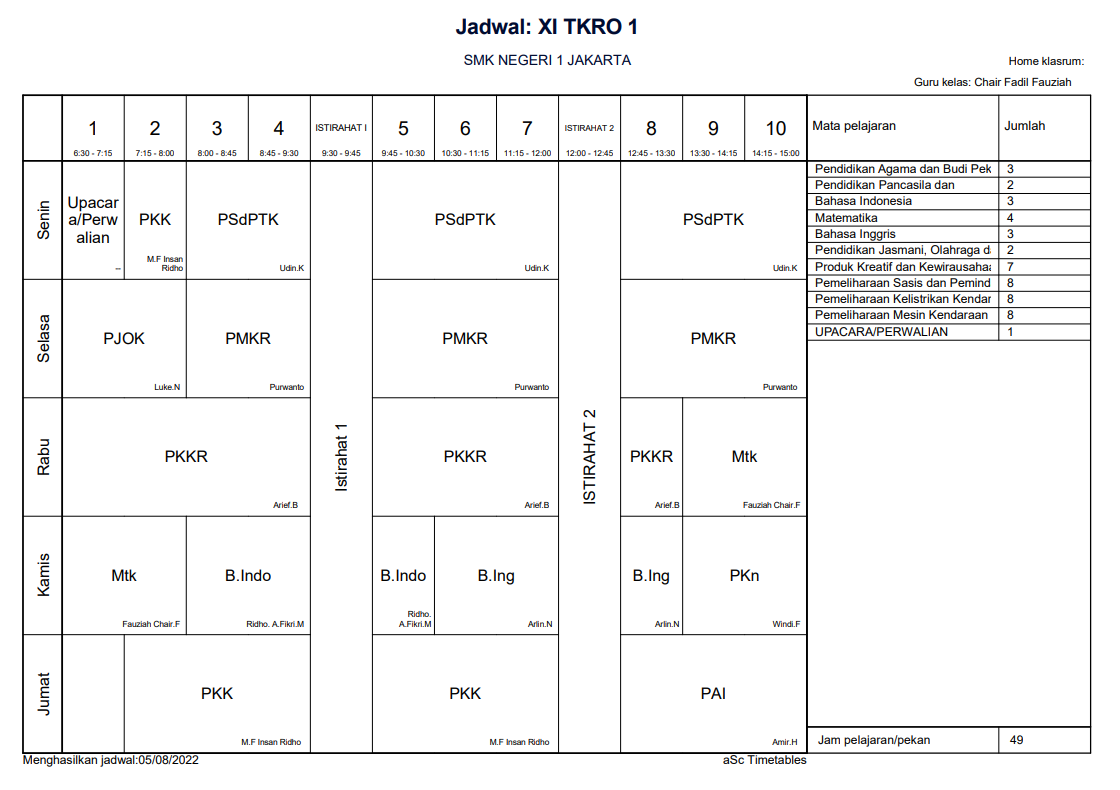 Jadwal: XI TKRO 1
SMK NEGERI 1 JAKARTA
Home klasrum:
Guru kelas: Chair Fadil Fauziah
1 2 3 4 ISTIRAHAT I 5 6 7 ISTIRAHAT 2 8 9 10 Mata pelajaran Jumlah
6:30 - 7:15 7:15 - 8:00 8:00 - 8:45 8:45 - 9:30 9:30 - 9:45 9:45 - 10:30 10:30 - 11:15 11:15 - 12:00 12:00 - 12:45 12:45 - 13:30 13:30 - 14:15 14:15 - 15:00
Senin
Upacar
a/Perw
alian
--
PKK
M.F Insan
Ridho
PSdPTK
Udin.K
PSdPTK
Udin.K
PSdPTK
Udin.K
Selasa
PJOK
Luke.N
PMKR
Purwanto
PMKR
Purwanto
PMKR
Purwanto
Rabu
PKKR
Arief.B
Istirahat 1
PKKR
Arief.B
ISTIRAHAT 2
PKKR
Arief.B
Mtk
Fauziah Chair.F
Kamis
Mtk
Fauziah Chair.F
B.Indo
Ridho. A.Fikri.M
B.Indo
Ridho.
A.Fikri.M
B.Ing
Arlin.N
B.Ing
Arlin.N
PKn
Windi.F
Jumat
PKK
M.F Insan Ridho
PKK
M.F Insan Ridho
PAI
Amir.H
Pendidikan Agama dan Budi Pek 3
Pendidikan Pancasila dan 2
Bahasa Indonesia 3
Matematika 4
Bahasa Inggris 3
Pendidikan Jasmani, Olahraga da 2
Produk Kreatif dan Kewirausahaa 7
Pemeliharaan Sasis dan Pemind 8
Pemeliharaan Kelistrikan Kendar 8
Pemeliharaan Mesin Kendaraan 8
UPACARA/PERWALIAN 1
Jam pelajaran/pekan 49
Menghasilkan jadwal:05/08/2022
aSc Timetables